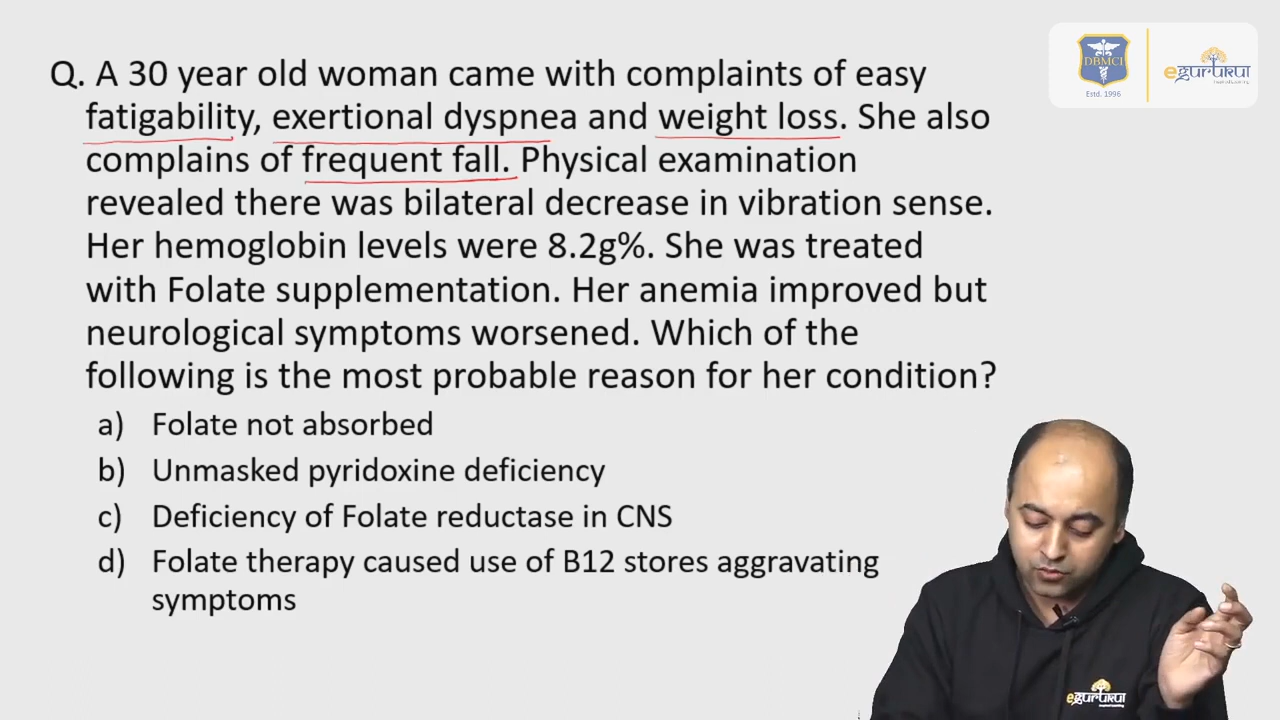 DBMCI
Estd. 1996
egurukul
Q. A 30 year old woman came with complaints of easy
fatigability, exertional dyspnea and weight loss. She also
complains of frequent fall. Physical examination
revealed there was bilateral decrease in vibration sense.
Her hemoglobin levels were 8.2g%. She was treated
with Folate supplementation. Her anemia improved but
neurological symptoms worsened. Which of the
following is the most probable reason for her condition?
a) Folate not absorbed
b) Unmasked pyridoxine deficiency
c) Deficiency of Folate reductase in CNS
d) Folate therapy caused use of B12 stores aggravating
symptoms
egurukul